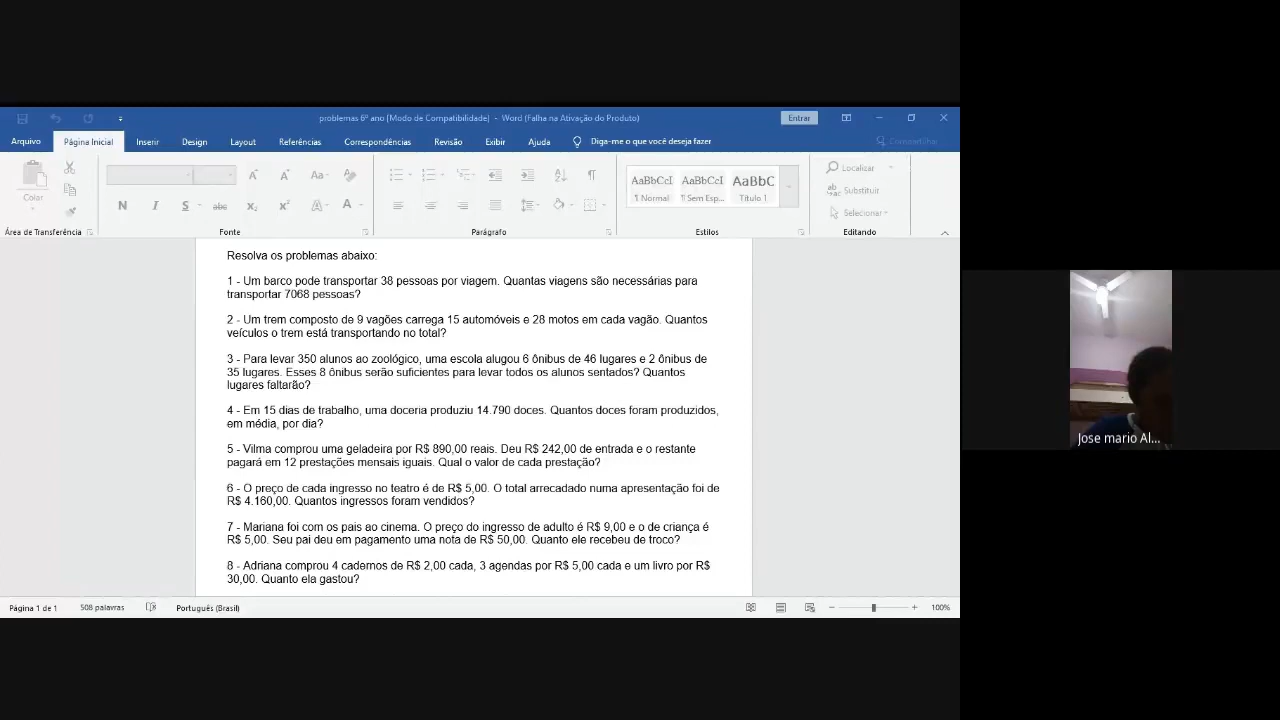 problemas 6º ano [Modo de Compatibilidade] - Word (Falha na Ativação do Produto)
Entrar
Arquivo
Página Inicial
Inserir
Design
Layout
Referências
Correspondências
Revisão
Exibir
Ajuda
Diga-me o que você deseja fazer
Compartilhar
Colar
Área de Transferência
N I S abc x₂ x² A A
Fonte
Parágrafo
AaBbCcI AaBbCcI AaBbC
¶ Normal ¶ Sem Esp... Título 1
Estilos
Localizar
Substituir
Selecionar
Editando
Resolva os problemas abaixo:
1 - Um barco pode transportar 38 pessoas por viagem. Quantas viagens são necessárias para
transportar 7068 pessoas?
2 - Um trem composto de 9 vagões carrega 15 automóveis e 28 motos em cada vagão. Quantos
veículos o trem está transportando no total?
3 - Para levar 350 alunos ao zoológico, uma escola alugou 6 ônibus de 46 lugares e 2 ônibus de
35 lugares. Esses 8 ônibus serão suficientes para levar todos os alunos sentados? Quantos
lugares faltarão?
4 - Em 15 dias de trabalho, uma doceria produziu 14.790 doces. Quantos doces foram produzidos,
em média, por dia?
5 - Vilma comprou uma geladeira por R$ 890,00 reais. Deu R$ 242,00 de entrada e o restante
pagará em 12 prestações mensais iguais. Qual o valor de cada prestação?
6 - O preço de cada ingresso no teatro é de R$ 5,00. O total arrecadado numa apresentação foi de
R$ 4.160,00. Quantos ingressos foram vendidos?
7 - Mariana foi com os pais ao cinema. O preço do ingresso de adulto é R$ 9,00 e o de criança é
R$ 5,00. Seu pai deu em pagamento uma nota de R$ 50,00. Quanto ele recebeu de troco?
8 - Adriana comprou 4 cadernos de R$ 2,00 cada, 3 agendas por R$ 5,00 cada e um livro por R$
30,00. Quanto ela gastou?
Página 1 de 1
508 palavras
Português (Brasil)
100%
Jose mario Al...